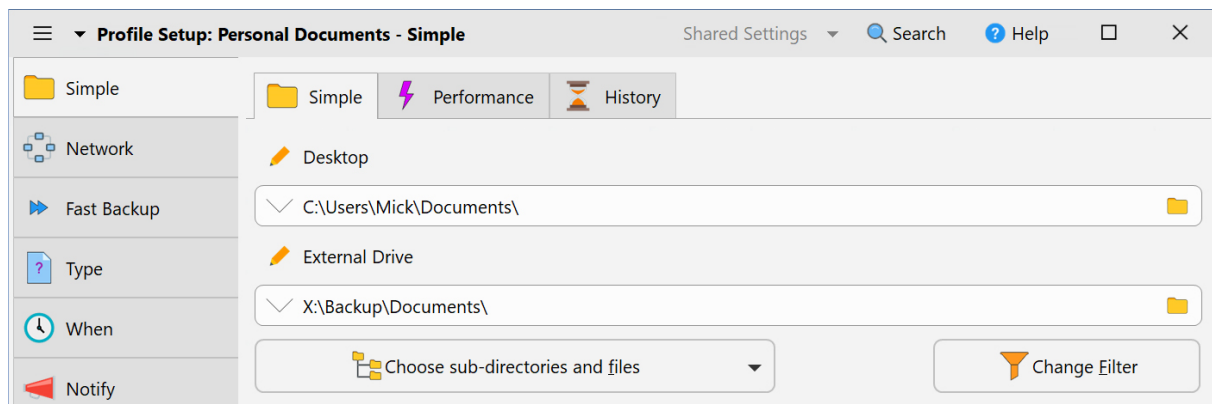 Profile Setup: Personal Documents - Simple Shared Settings Search Help
Simple
Network
Fast Backup
Type
When
Notify
Simple Performance History
Desktop
C:\Users\Mick\Documents\
External Drive
X:\Backup\Documents\
Choose sub-directories and files Change Filter